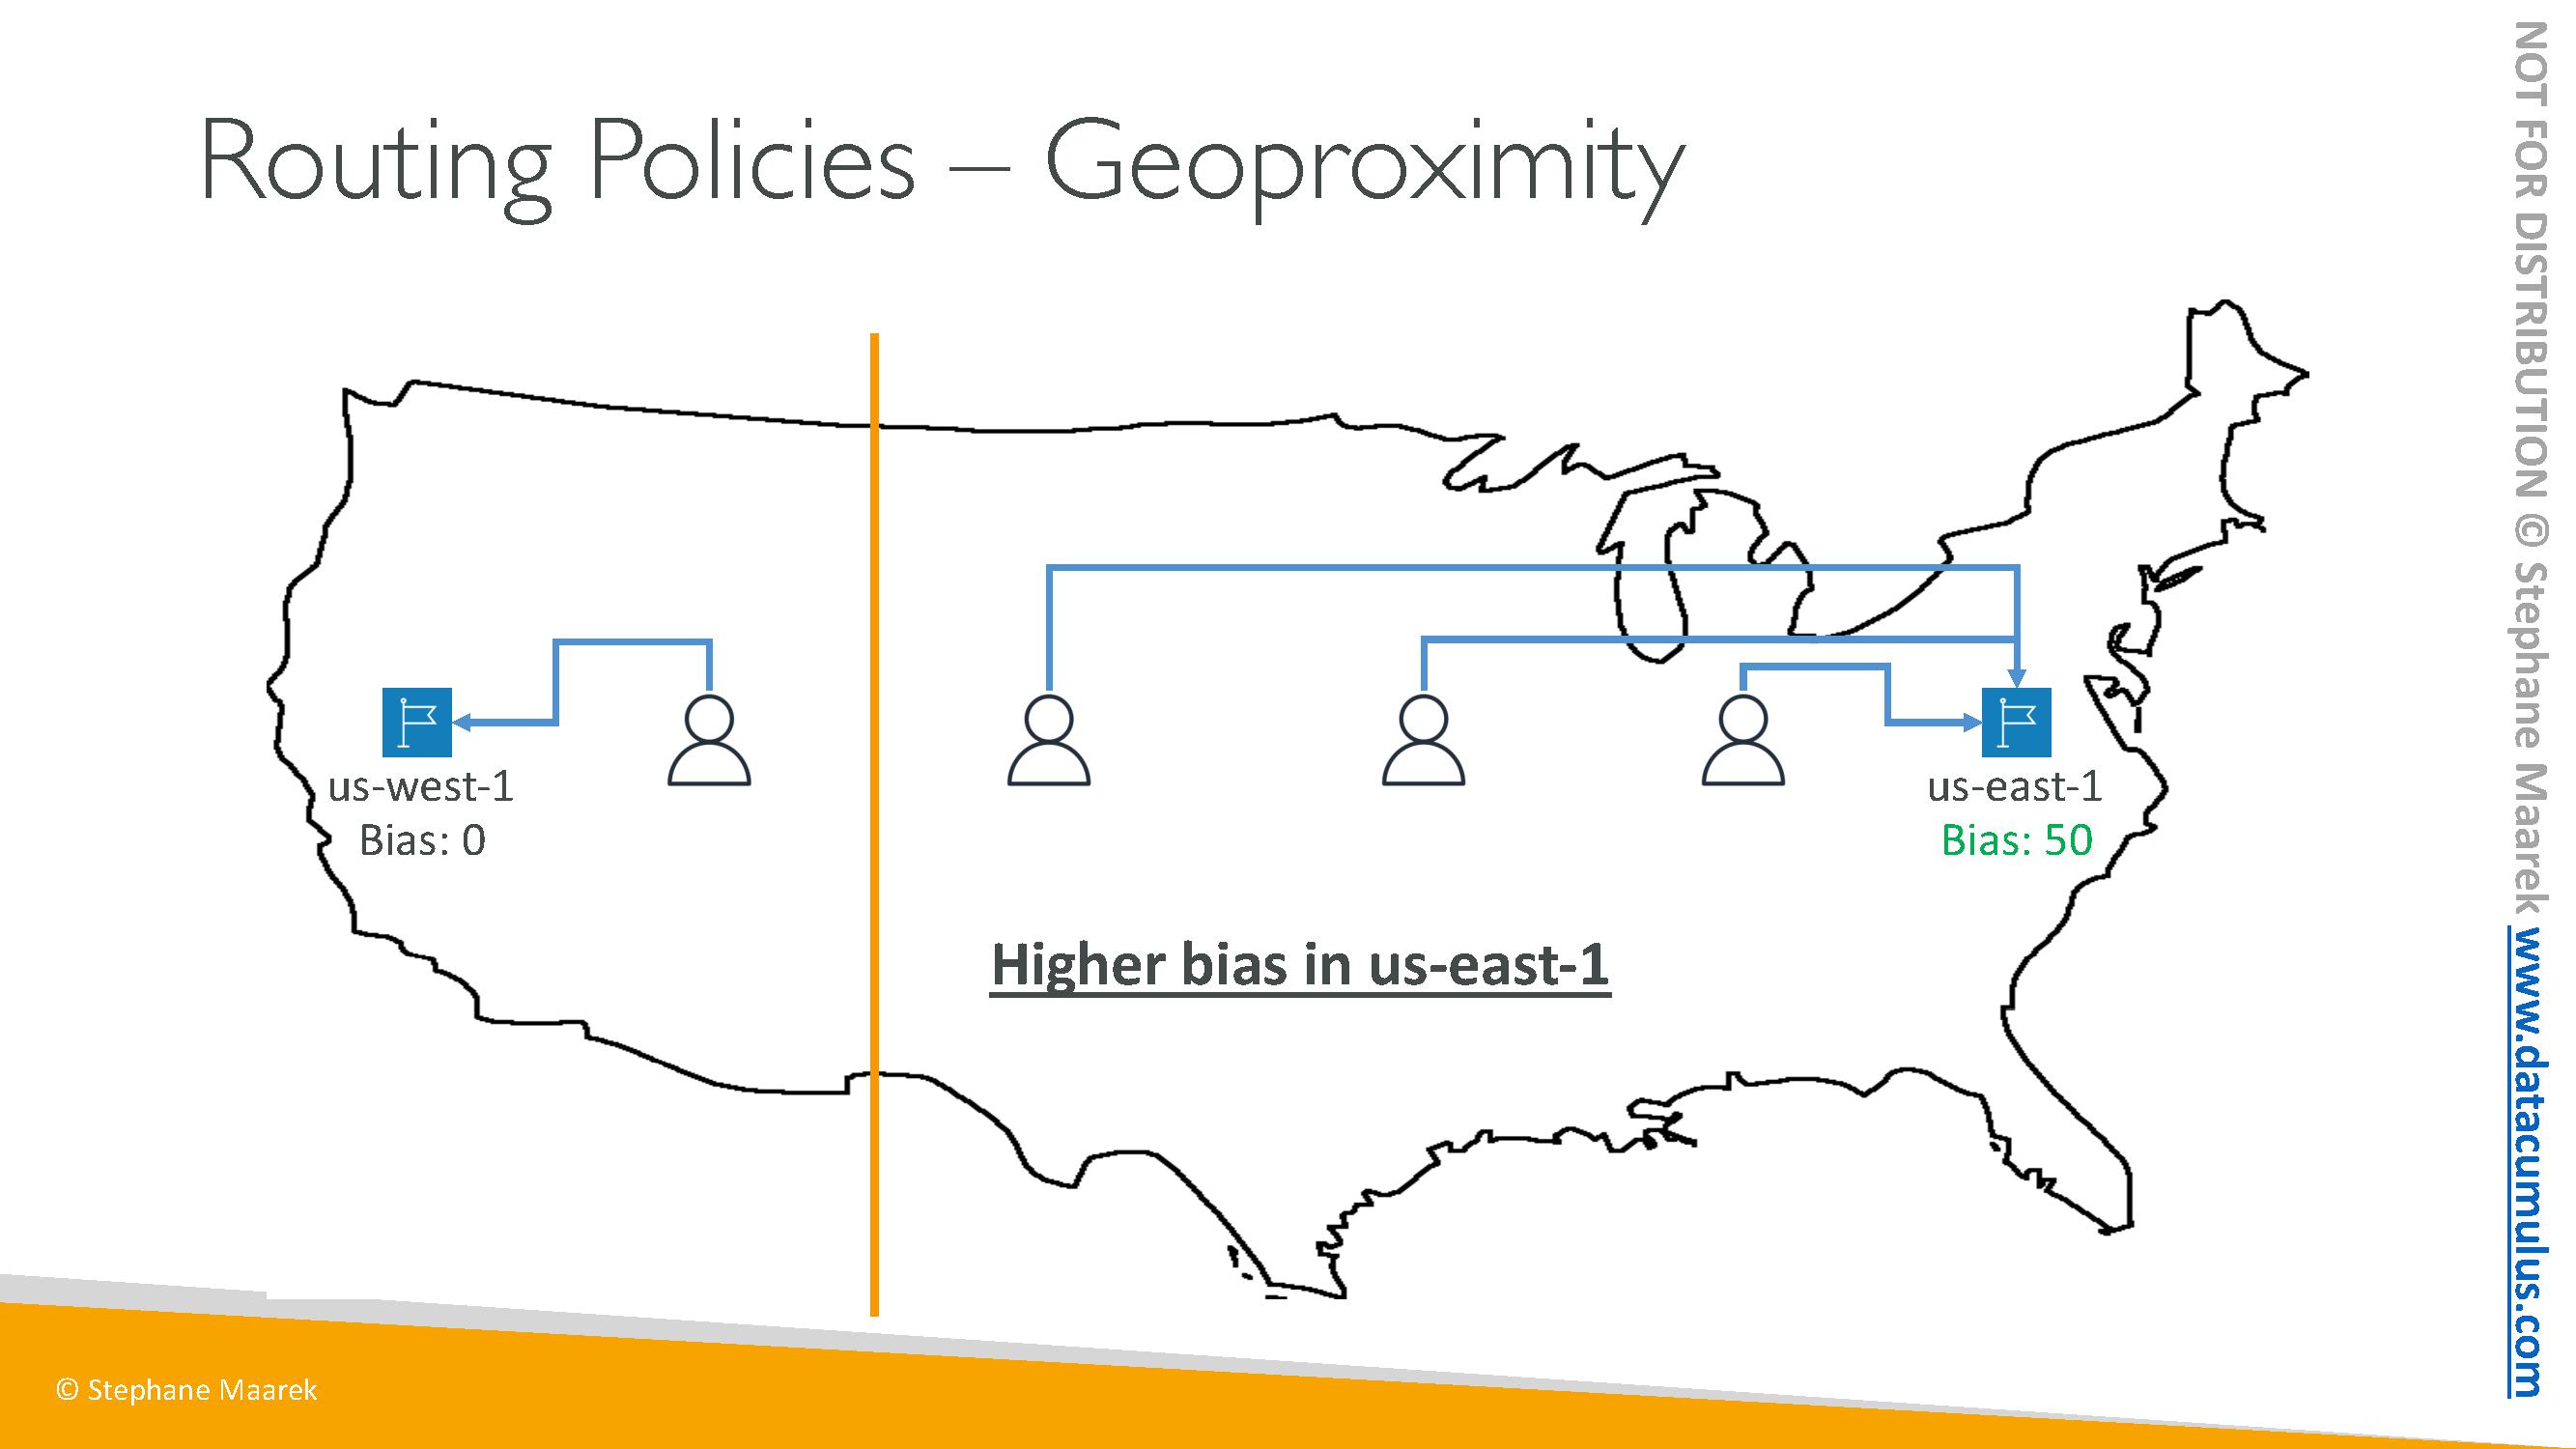 Routing Policies – Geoproximity
us-west-1
Bias: 0
us-east-1
Bias: 50
Higher bias in us-east-1
© Stephane Maarek
NOT FOR DISTRIBUTION © Stephane Maarek www.datacumulus.com